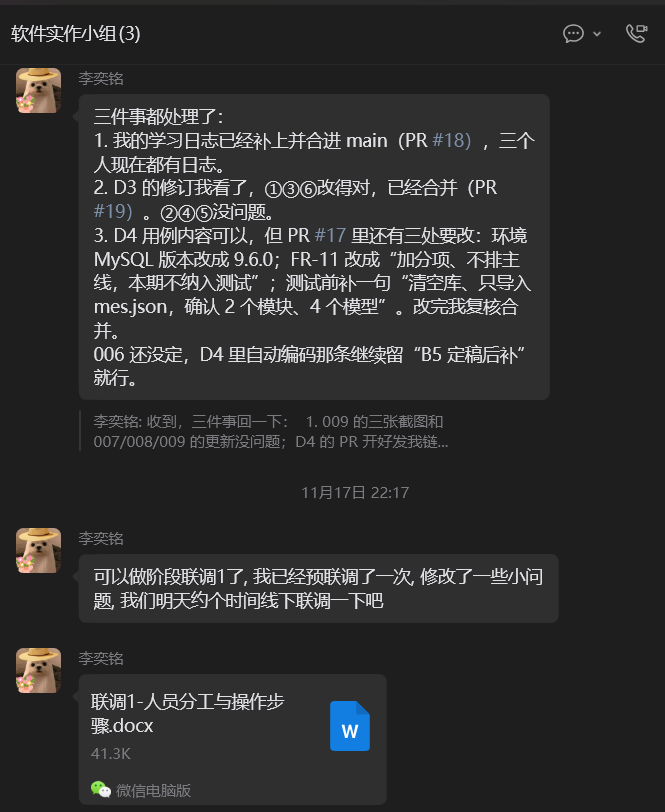 软件实作小组(3)
李奕铭
三件事都处理了:
1. 我的学习日志已经补上并合进 main（PR #18），三个
人现在都有日志。
2. D3 的修订我看了，①③⑥改得对，已经合并（PR
#19）。②④⑤没问题。
3. D4 用例内容可以，但 PR #17 里还有三处要改：环境
MySQL 版本改成 9.6.0；FR-11 改成“加分项、不排主
线，本期不纳入测试”；测试前补一句“清空库、只导入
mes.json，确认 2 个模块、4 个模型”。改完我复核合
并。
006 还没定，D4 里自动编码那条继续留“B5 定稿后补”
就行。
李奕铭: 收到，三件事回一下： 1. 009 的三张截图和
007/008/009 的更新没问题；D4 的 PR 开好发我链...
11月17日 22:17
李奕铭
可以做阶段联调1了, 我已经预联调了一次, 修改了一些小问
题, 我们明天约个时间线下联调一下吧
李奕铭
联调1-人员分工与操作步
骤.docx
W
41.3K
微信电脑版